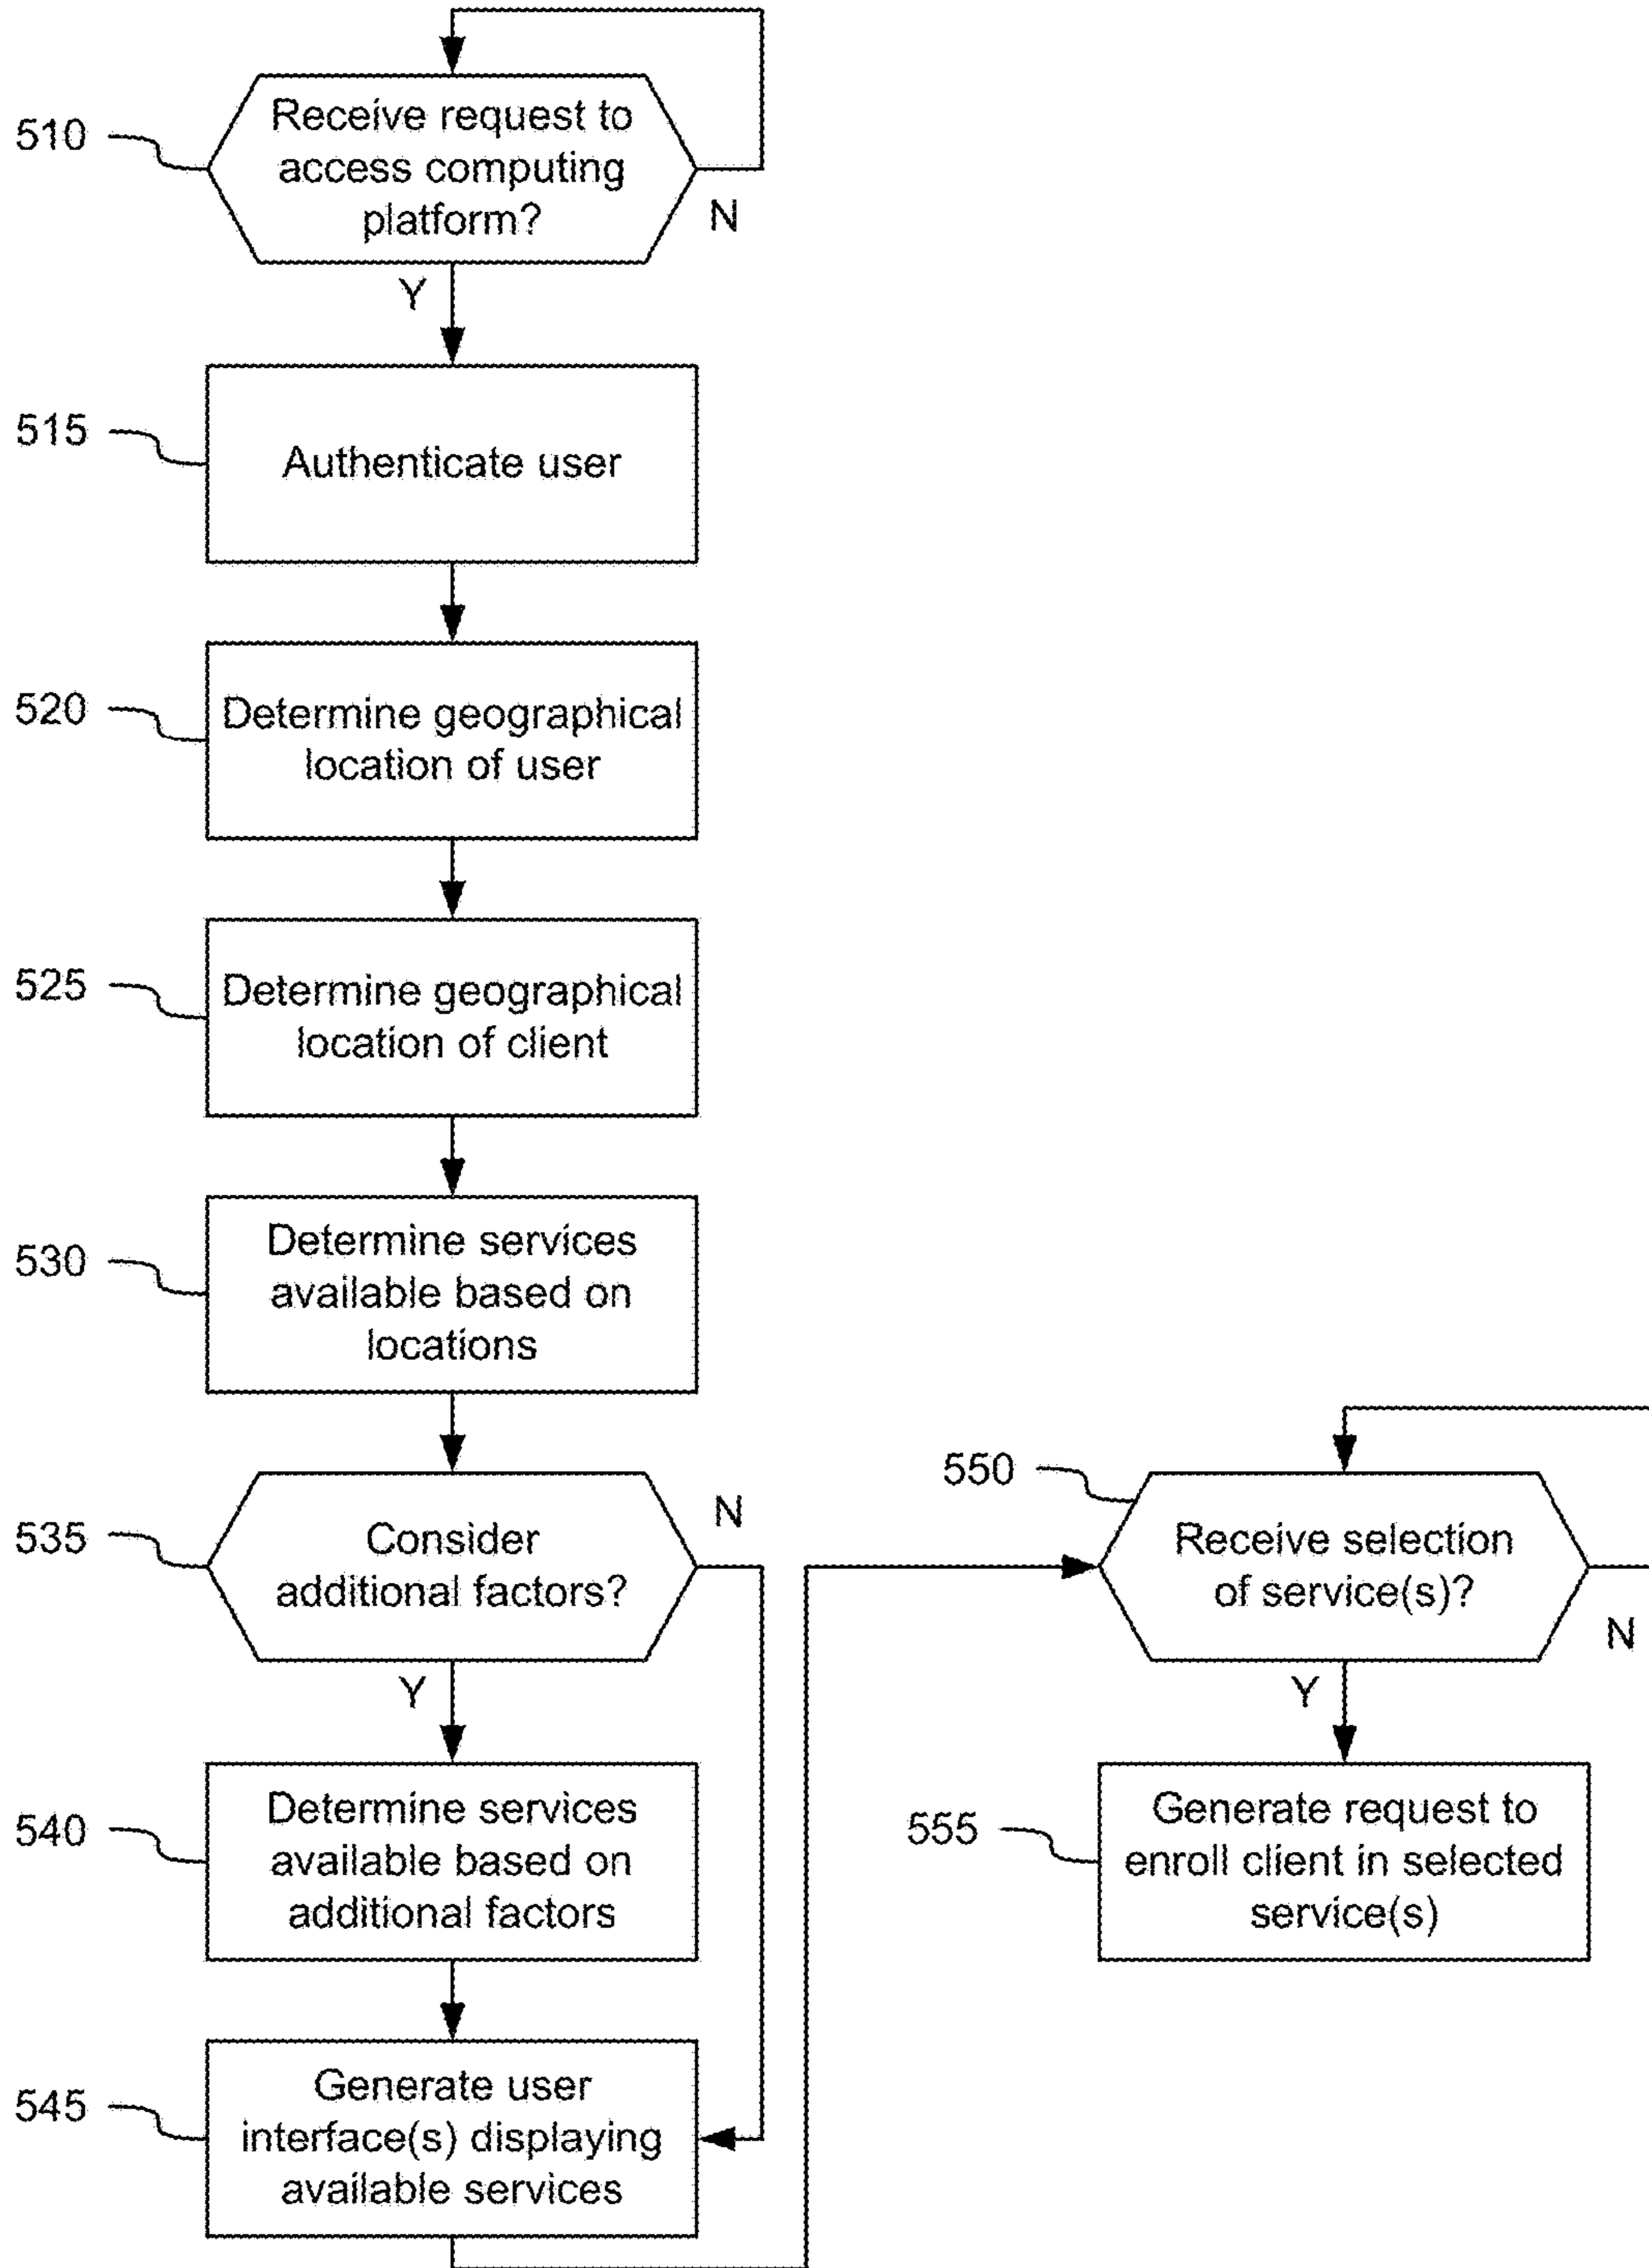 510
Receive request to
access computing
platform?
N
Y
515
Authenticate user
520
Determine geographical
location of user
525
Determine geographical
location of client
530
Determine services
available based on
locations
535
Consider
additional factors?
N
Y
540
Determine services
available based on
additional factors
545
Generate user
interface(s) displaying
available services
550
Receive selection
of service(s)?
N
Y
555
Generate request to
enroll client in selected
service(s)